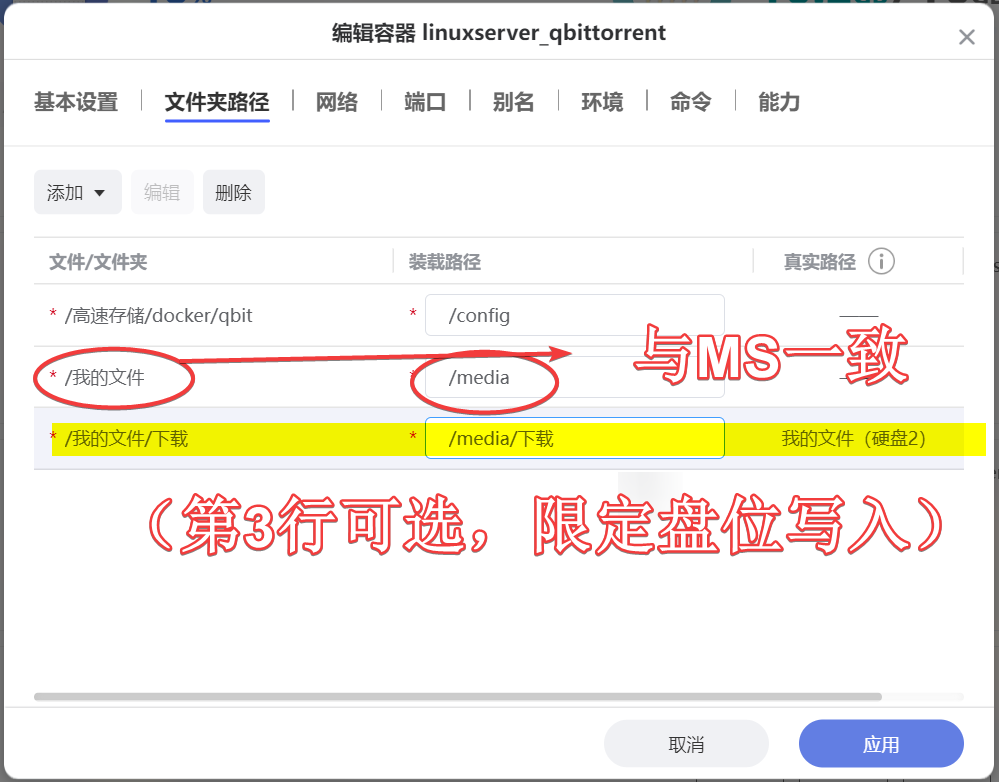 编辑容器 linuxserver_qbittorrent
基本设置 文件夹路径 网络 端口 别名 环境 命令 能力
添加 编辑 删除
文件/文件夹 装载路径 真实路径
* /高速存储/docker/qbit * /config ——
* /我的文件 * /media
与MS一致
* /我的文件/下载 * /media/下载 我的文件（硬盘2）
（第3行可选，限定盘位写入）
取消 应用